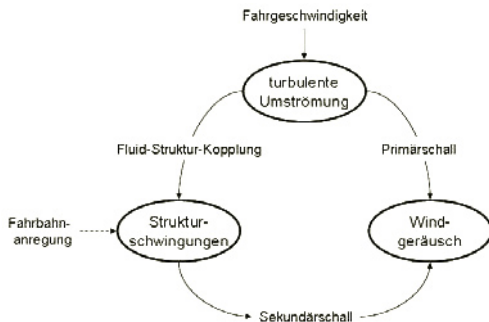 Fahrgeschwindigkeit
turbulente
Umströmung
Fluid-Struktur-Kopplung
Primärschall
Fahrbahn-
anregung
Struktur-
schwingungen
Wind-
geräusch
Sekundärschall